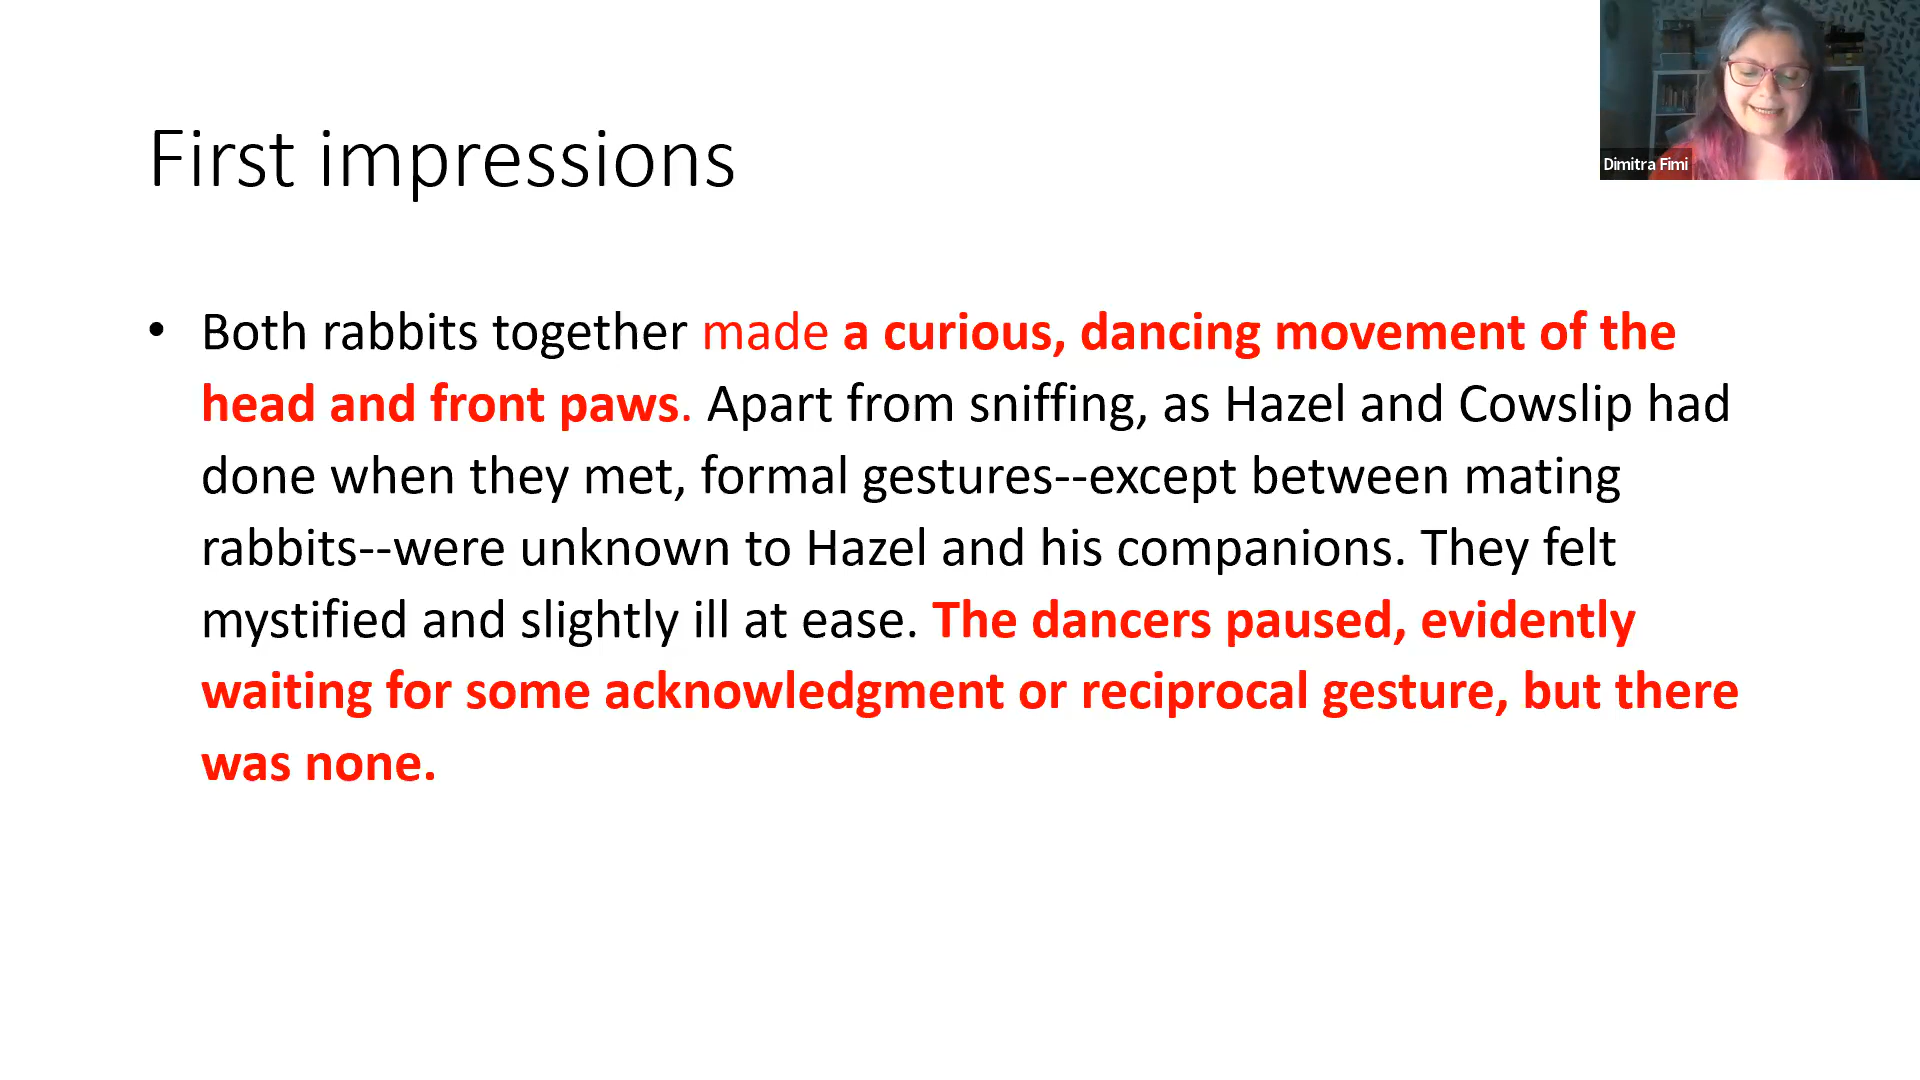 Dimitra Fimi
First impressions
• Both rabbits together made a curious, dancing movement of the
head and front paws. Apart from sniffing, as Hazel and Cowslip had
done when they met, formal gestures--except between mating
rabbits--were unknown to Hazel and his companions. They felt
mystified and slightly ill at ease. The dancers paused, evidently
waiting for some acknowledgment or reciprocal gesture, but there
was none.